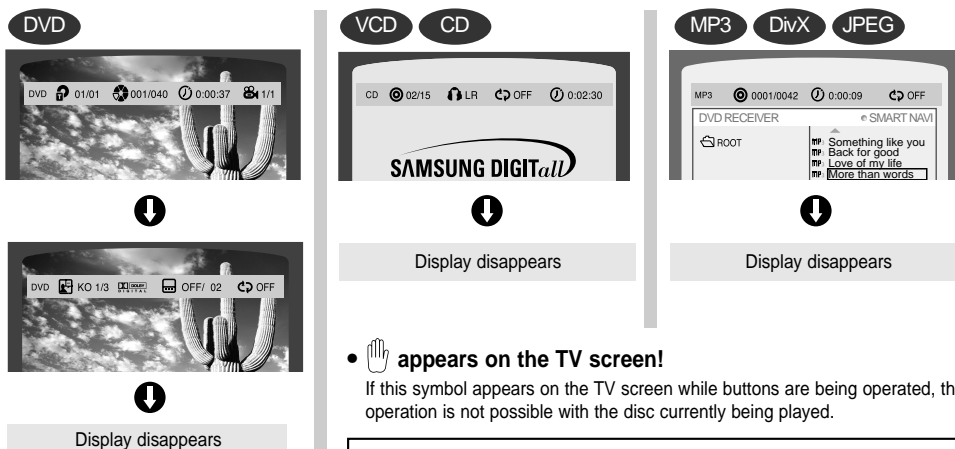 DVD
DVD 01/01 001/040 0:00:37 1/1
DVD KO 1/3 DOLBY DIGITAL OFF/ 02 OFF
Display disappears
VCD CD
CD 02/15 LR OFF 0:02:30
SAMSUNG DIGITall
Display disappears
MP3 DivX JPEG
MP3 0001/0042 0:00:09 OFF
DVD RECEIVER SMART NAVI
ROOT
Something like you
Back for good
Love of my life
More than words
Display disappears
• appears on the TV screen!
If this symbol appears on the TV screen while buttons are being operated, th
operation is not possible with the disc currently being played.